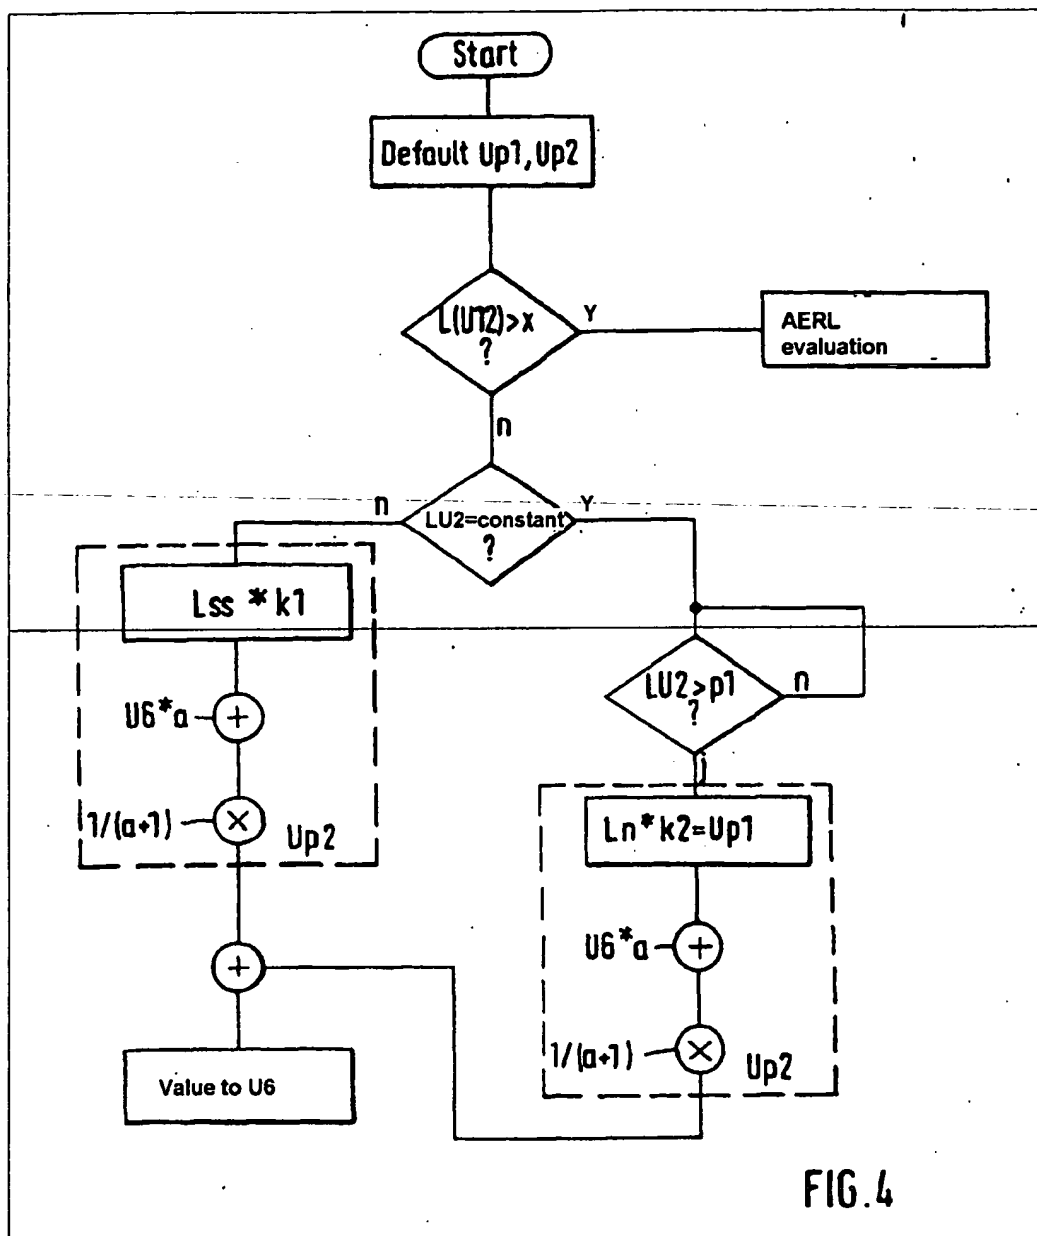 Start
Default Up1, Up2
L(U12)>x
?
Y
AERL
evaluation
n
n
LU2=constant
?
Y
Lss * k1
LU2>p1
?
n
U6*a
+
j
1/(a+1)
×
Up2
Ln* k2=Up1
U6*a
+
+
1/(a+1)
×
Up2
Value to U6
FIG.4